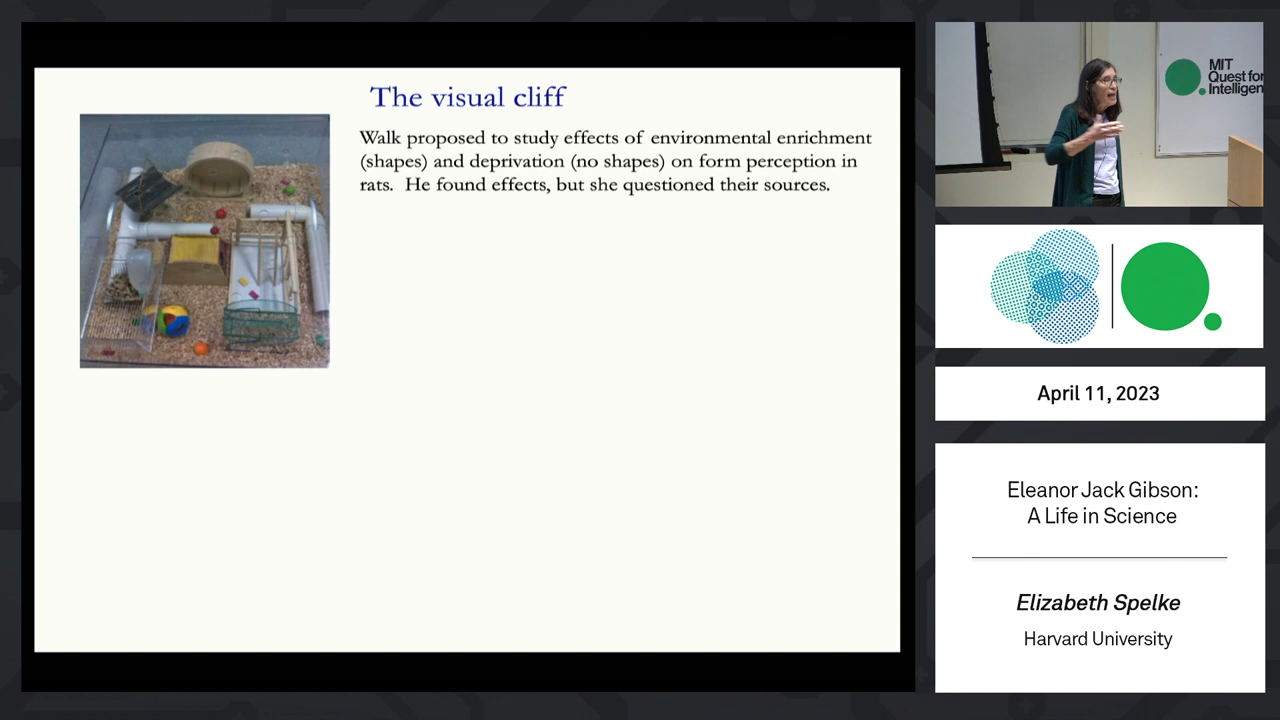 The visual cliff
Walk proposed to study effects of environmental enrichment
(shapes) and deprivation (no shapes) on form perception in
rats. He found effects, but she questioned their sources.
MIT
Quest for
Intelligen
April 11, 2023
Eleanor Jack Gibson:
A Life in Science
Elizabeth Spelke
Harvard University